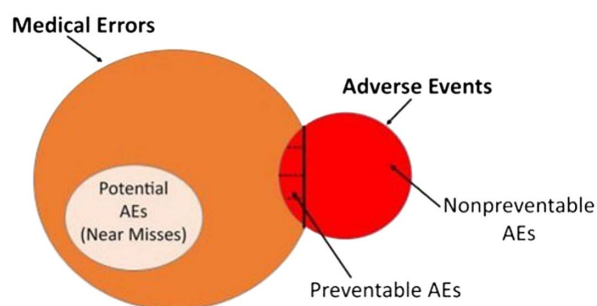 Medical Errors
Adverse Events
Potential
AEs
(Near Misses)
Nonpreventable
AEs
Preventable AEs